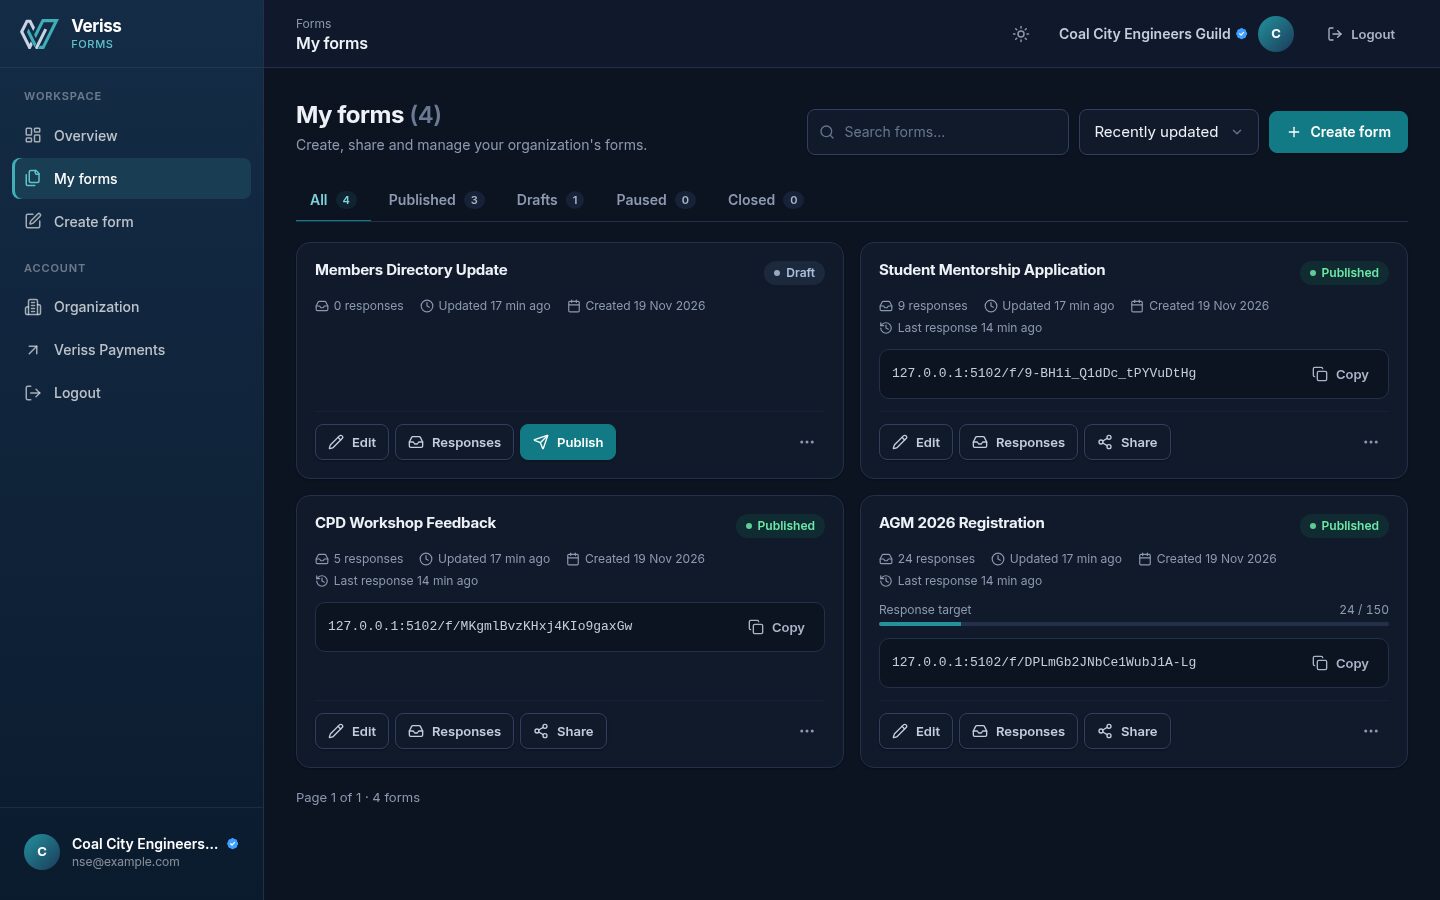 Veriss
FORMS
WORKSPACE
Overview
My forms
Create form
ACCOUNT
Organization
Veriss Payments
Logout
Coal City Engineers...
nse@example.com
Forms
My forms
Coal City Engineers Guild
C
Logout
My forms (4)
Create, share and manage your organization's forms.
Search forms...
Recently updated
Create form
All 4
Published 3
Drafts 1
Paused 0
Closed 0
Members Directory Update
Draft
0 responses Updated 17 min ago Created 19 Nov 2026
Edit Responses Publish
Student Mentorship Application
Published
9 responses Updated 17 min ago Created 19 Nov 2026
Last response 14 min ago
127.0.0.1:5102/f/9-BH1i_Q1dDc_tPYVuDtHg
Copy
Edit Responses Share
CPD Workshop Feedback
Published
5 responses Updated 17 min ago Created 19 Nov 2026
Last response 14 min ago
127.0.0.1:5102/f/MKgmlBvzKHxj4KIo9gaxGw
Copy
Edit Responses Share
AGM 2026 Registration
Published
24 responses Updated 17 min ago Created 19 Nov 2026
Last response 14 min ago
Response target 24 / 150
127.0.0.1:5102/f/DPLmGb2JNbCe1WubJ1A-Lg
Copy
Edit Responses Share
Page 1 of 1 · 4 forms
C